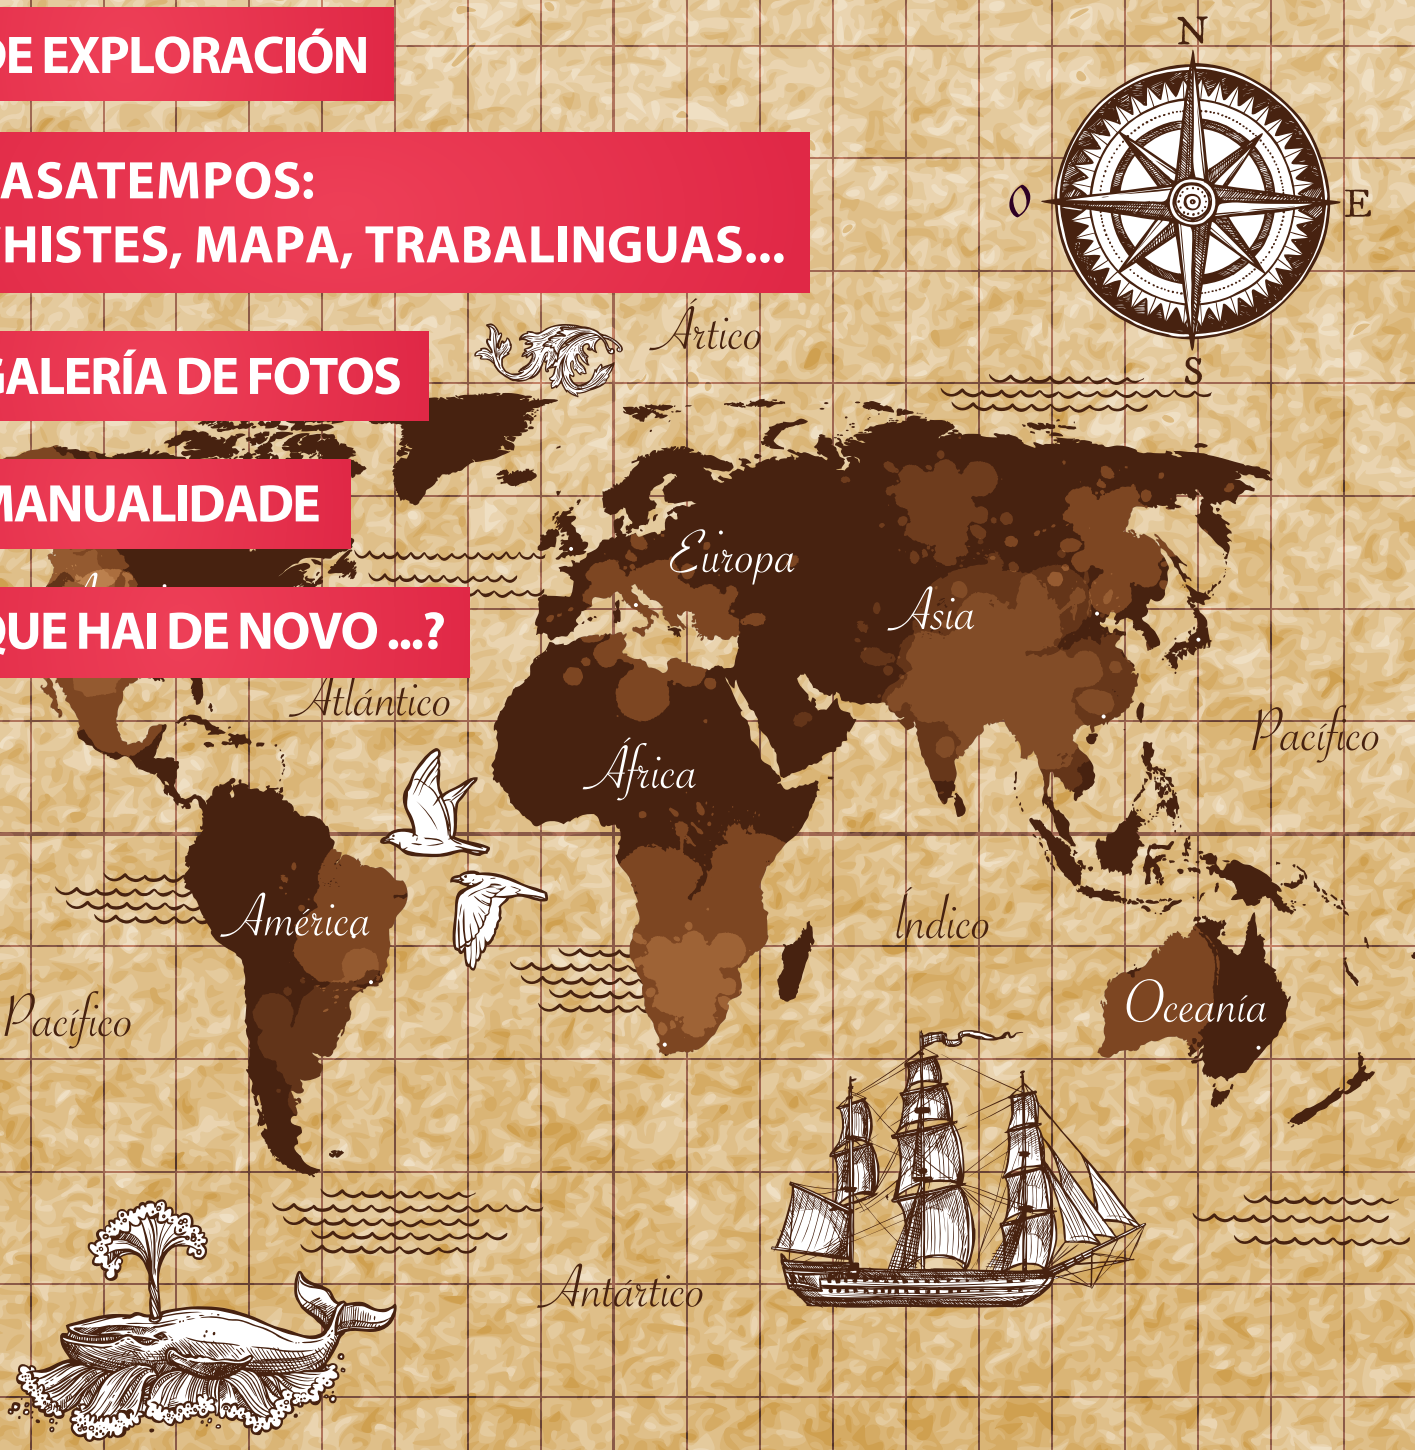 DE EXPLORACIÓN
N
O
E
S
ASATEMPOS:
HISTES, MAPA, TRABALINGUAS...
Ártico
GALERÍA DE FOTOS
MANUALIDADE
Europa
Asia
QUE HAI DE NOVO ...?
Atlántico
Pacífico
África
América
Índico
Pacífico
Oceanía
Antártico